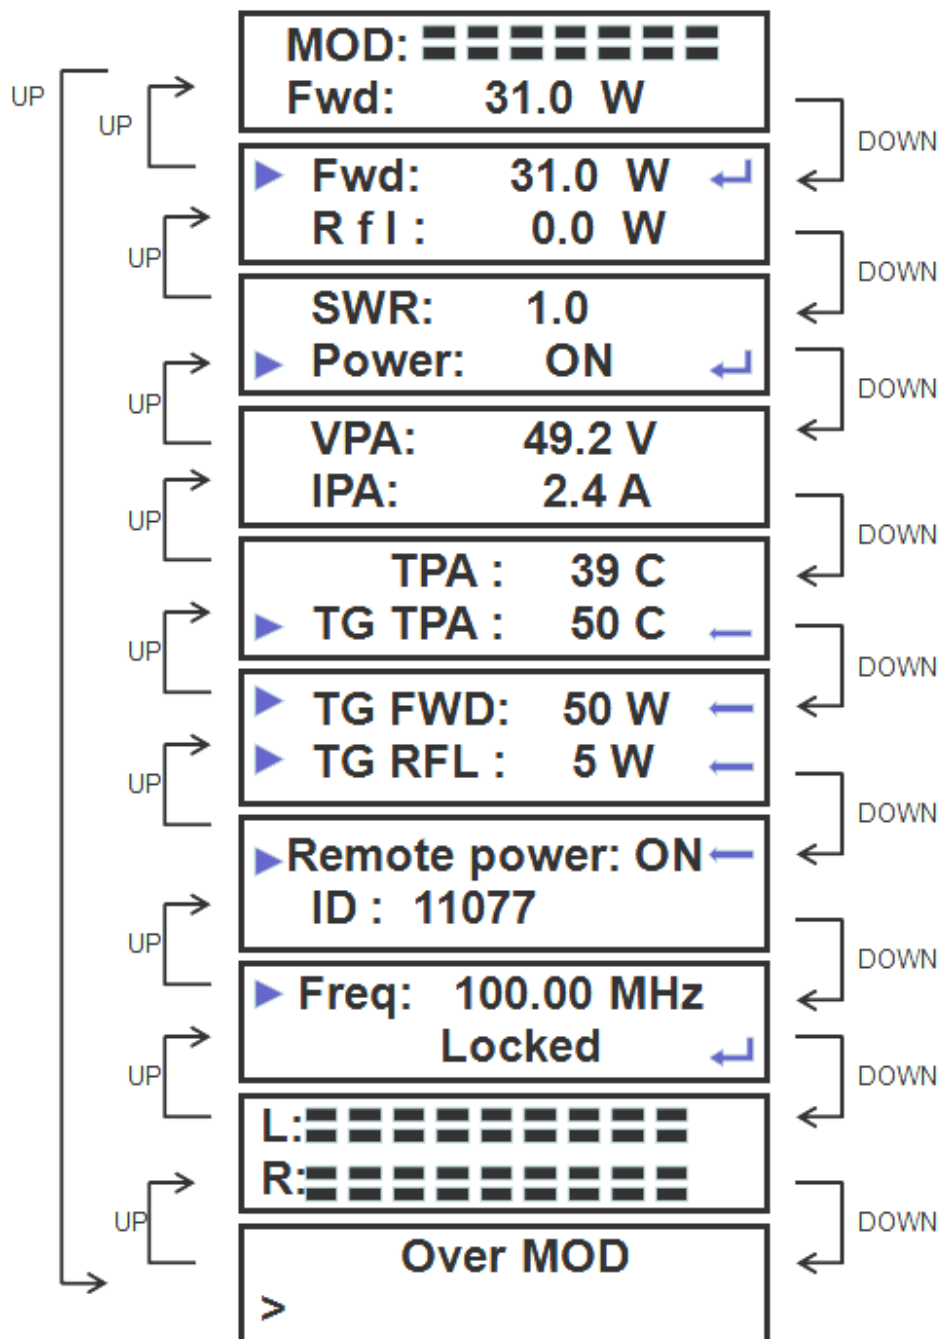 MOD:
UP
Fwd: 31.0 W
UP
DOWN
Fwd: 31.0 W
Rfl: 0.0 W
UP
DOWN
SWR: 1.0
Power: ON
UP
DOWN
VPA: 49.2 V
IPA: 2.4 A
UP
DOWN
TPA : 39 C
TG TPA : 50 C
UP
DOWN
TG FWD: 50 W
TG RFL : 5 W
UP
DOWN
Remote power: ON
ID : 11077
UP
DOWN
Freq: 100.00 MHz
Locked
UP
DOWN
L:
R:
UP
DOWN
Over MOD
>